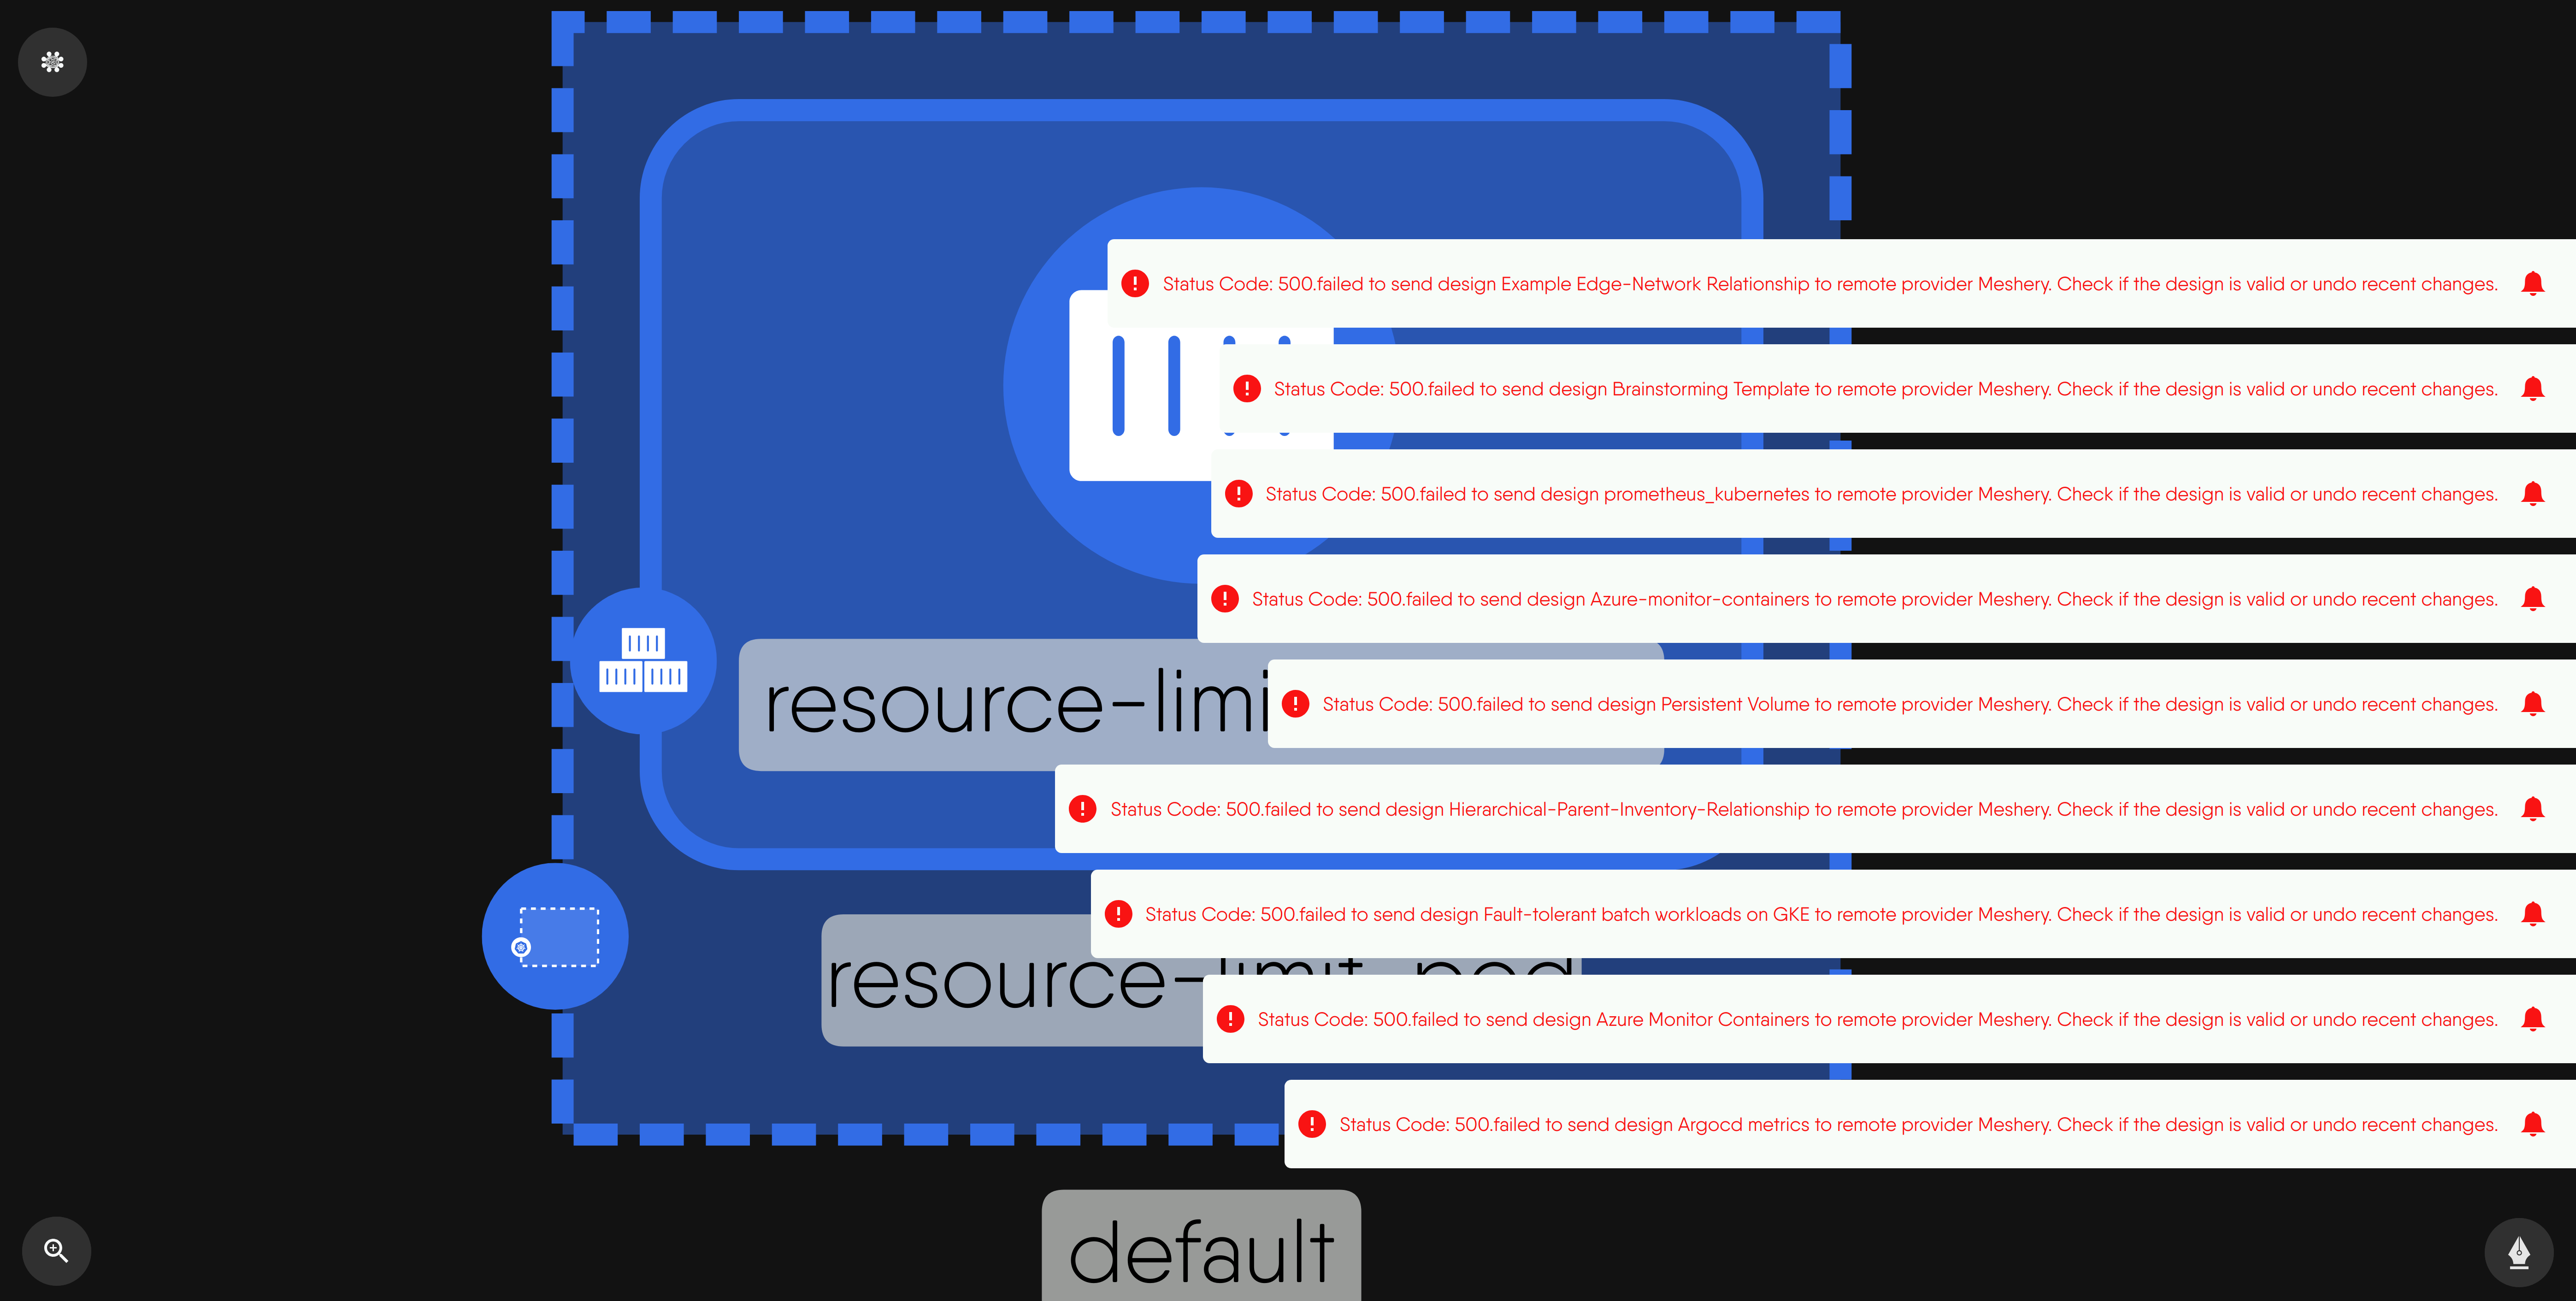 Status Code: 500.failed to send design Example Edge-Network Relationship to remote provider Meshery. Check if the design is valid or undo recent changes.
Status Code: 500.failed to send design Brainstorming Template to remote provider Meshery. Check if the design is valid or undo recent changes.
Status Code: 500.failed to send design prometheus_kubernetes to remote provider Meshery. Check if the design is valid or undo recent changes.
Status Code: 500.failed to send design Azure-monitor-containers to remote provider Meshery. Check if the design is valid or undo recent changes.
resource-limi
Status Code: 500.failed to send design Persistent Volume to remote provider Meshery. Check if the design is valid or undo recent changes.
Status Code: 500.failed to send design Hierarchical-Parent-Inventory-Relationship to remote provider Meshery. Check if the design is valid or undo recent changes.
Status Code: 500.failed to send design Fault-tolerant batch workloads on GKE to remote provider Meshery. Check if the design is valid or undo recent changes.
resource-limit-pod
Status Code: 500.failed to send design Azure Monitor Containers to remote provider Meshery. Check if the design is valid or undo recent changes.
Status Code: 500.failed to send design Argocd metrics to remote provider Meshery. Check if the design is valid or undo recent changes.
default